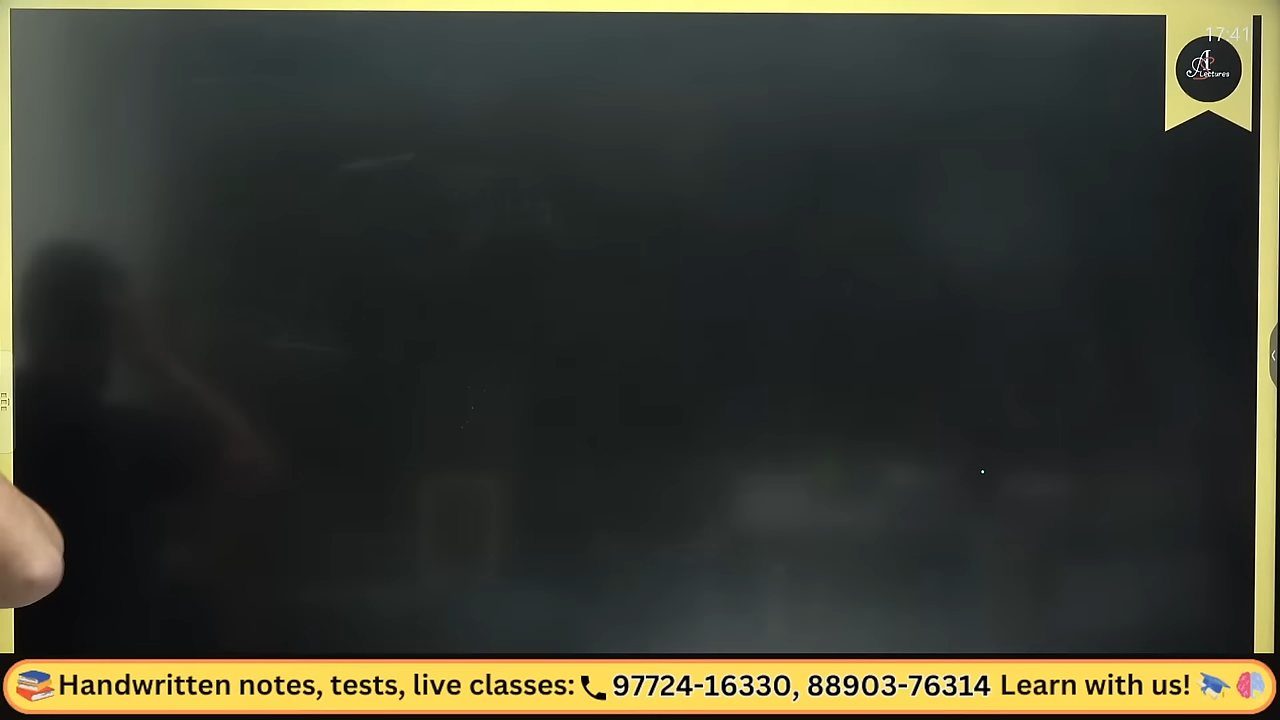 17:41
A
Lectures
Handwritten notes, tests, live classes: 97724-16330, 88903-76314 Learn with us!